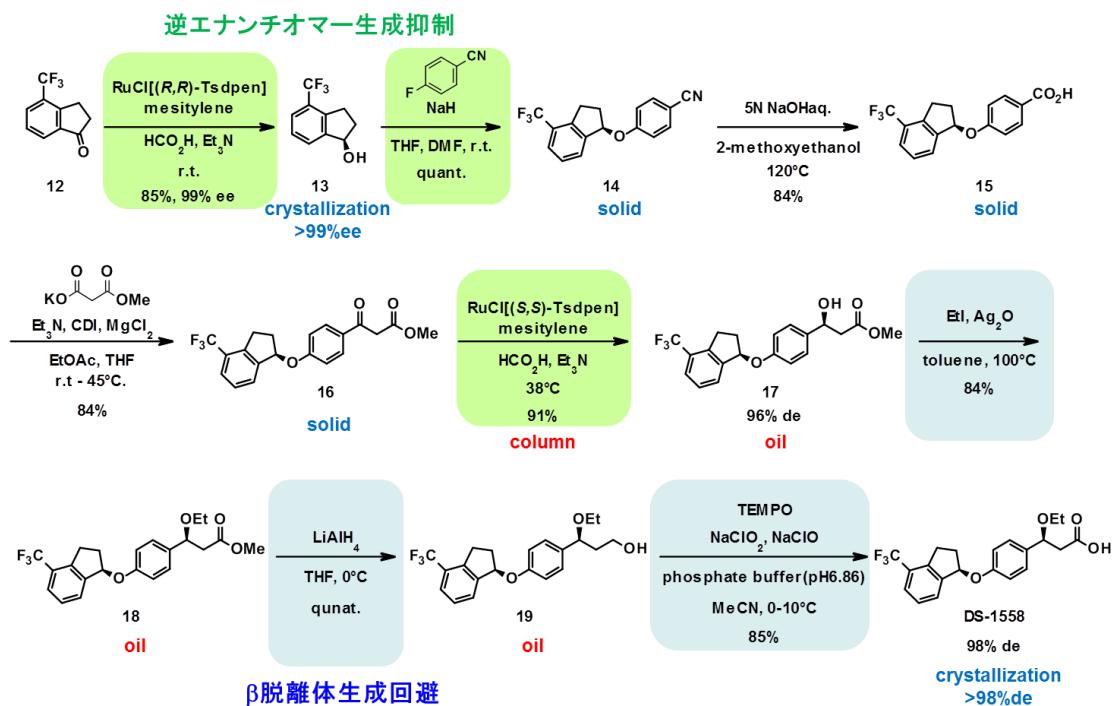 逆エナンチオマー生成抑制
CF3
O
12
RuCl[(R,R)-Tsdpen]
mesitylene
HCO2H, Et3N
r.t.
85%, 99% ee
CF3
OH
13
crystallization
>99%ee
CN
F
NaH
THF, DMF, r.t.
quant.
F3C
O
CN
14
solid
5N NaOHaq.
2-methoxyethanol
120°C
84%
F3C
O
CO2H
15
solid
O O
KO OMe
Et3N, CDI, MgCl2
EtOAc, THF
r.t - 45°C.
84%
O O
OMe
F3C
O
16
solid
RuCl[(S,S)-Tsdpen]
mesitylene
HCO2H, Et3N
38°C
91%
column
OH O
OMe
F3C
O
17
96% de
oil
EtI, Ag2O
toluene, 100°C
84%
OEt O
OMe
F3C
O
18
oil
LiAlH4
THF, 0°C
qunat.
OEt
OH
F3C
O
19
oil
TEMPO
NaClO2, NaClO
phosphate buffer(pH6.86)
MeCN, 0-10°C
85%
OEt O
OH
F3C
O
DS-1558
98% de
crystallization
>98%de
β脱離体生成回避